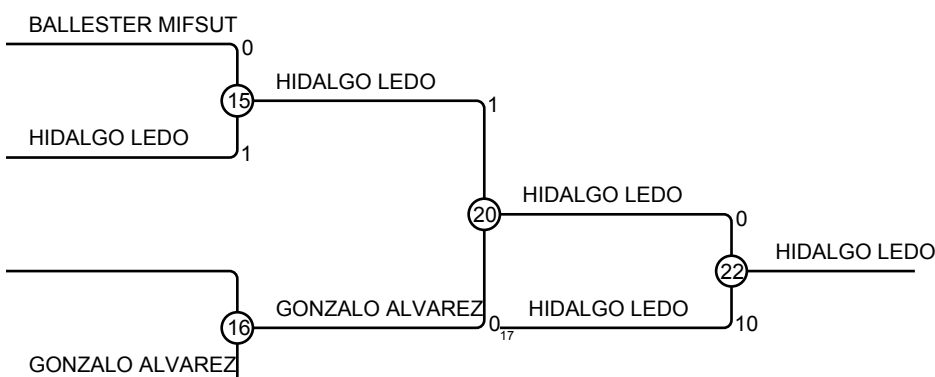 BALLESTER MIFSUT
0
15
HIDALGO LEDO
1
HIDALGO LEDO
1
20
HIDALGO LEDO
0
22
HIDALGO LEDO
16
GONZALO ALVAREZ
0
17
HIDALGO LEDO
10
GONZALO ALVAREZ